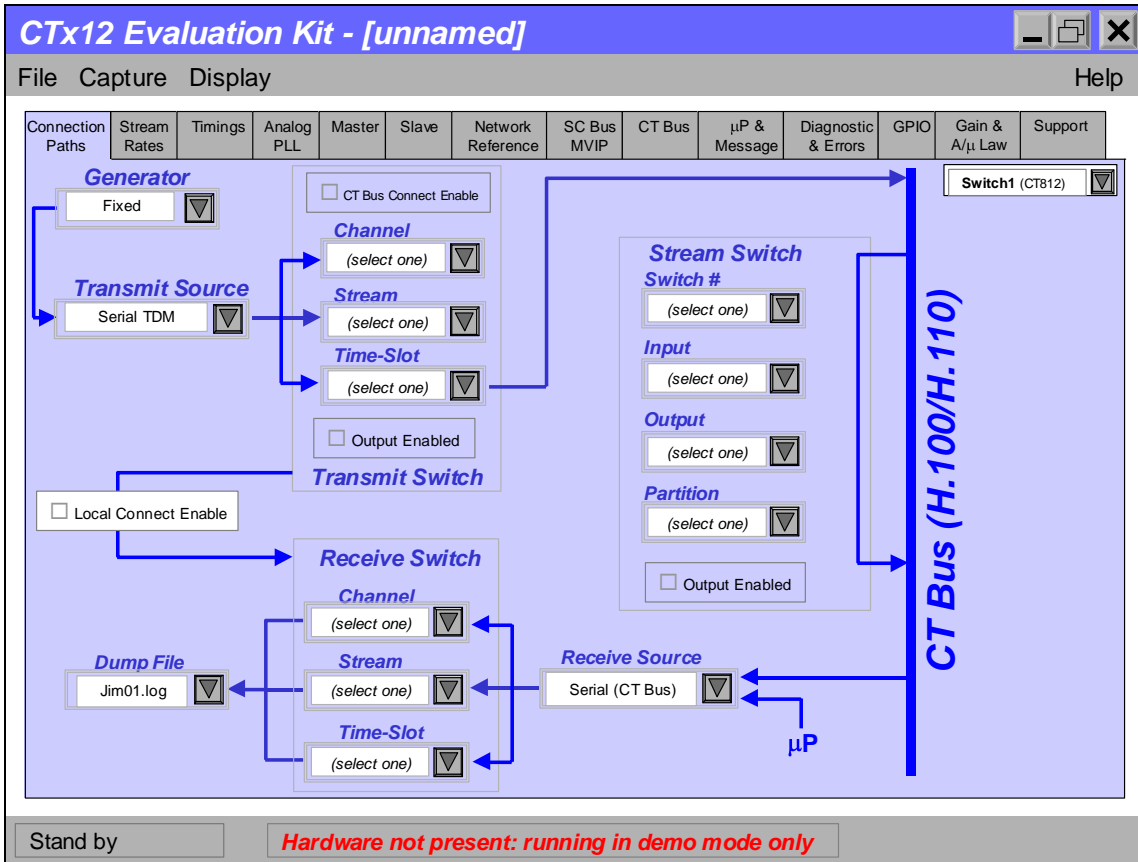 CTx12 Evaluation Kit - [unnamed]
File Capture Display Help
Connection Paths
Stream Rates
Timings
Analog PLL
Master
Slave
Network Reference
SC Bus MVIP
CT Bus
μP & Message
Diagnostic & Errors
GPIO
Gain & A/μ Law
Support
Switch1 (CT812)
Generator
Fixed
Transmit Source
Serial TDM
CT Bus Connect Enable
Channel
(select one)
Stream
(select one)
Time-Slot
(select one)
Output Enabled
Transmit Switch
Local Connect Enable
Stream Switch
Switch #
(select one)
Input
(select one)
Output
(select one)
Partition
(select one)
Output Enabled
CT Bus (H.100/H.110)
Receive Switch
Channel
(select one)
Stream
(select one)
Time-Slot
(select one)
Dump File
Jim01.log
Receive Source
Serial (CT Bus)
μP
Stand by
Hardware not present: running in demo mode only